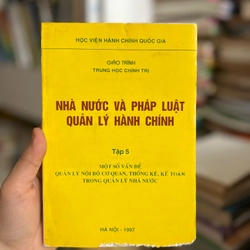 HỌC VIỆN HÀNH CHÍNH QUỐC GIA
GIÁO TRÌNH
TRUNG HỌC CHÍNH TRỊ
NHÀ NƯỚC VÀ PHÁP LUẬT
QUẢN LÝ HÀNH CHÍNH
Tập 5
MỘT SỐ VẤN ĐỀ
QUẢN LÝ NỘI BỘ CƠ QUAN, THỐNG KÊ, KẾ TOÁN
TRONG QUẢN LÝ NHÀ NƯỚC
HÀ NỘI - 1997